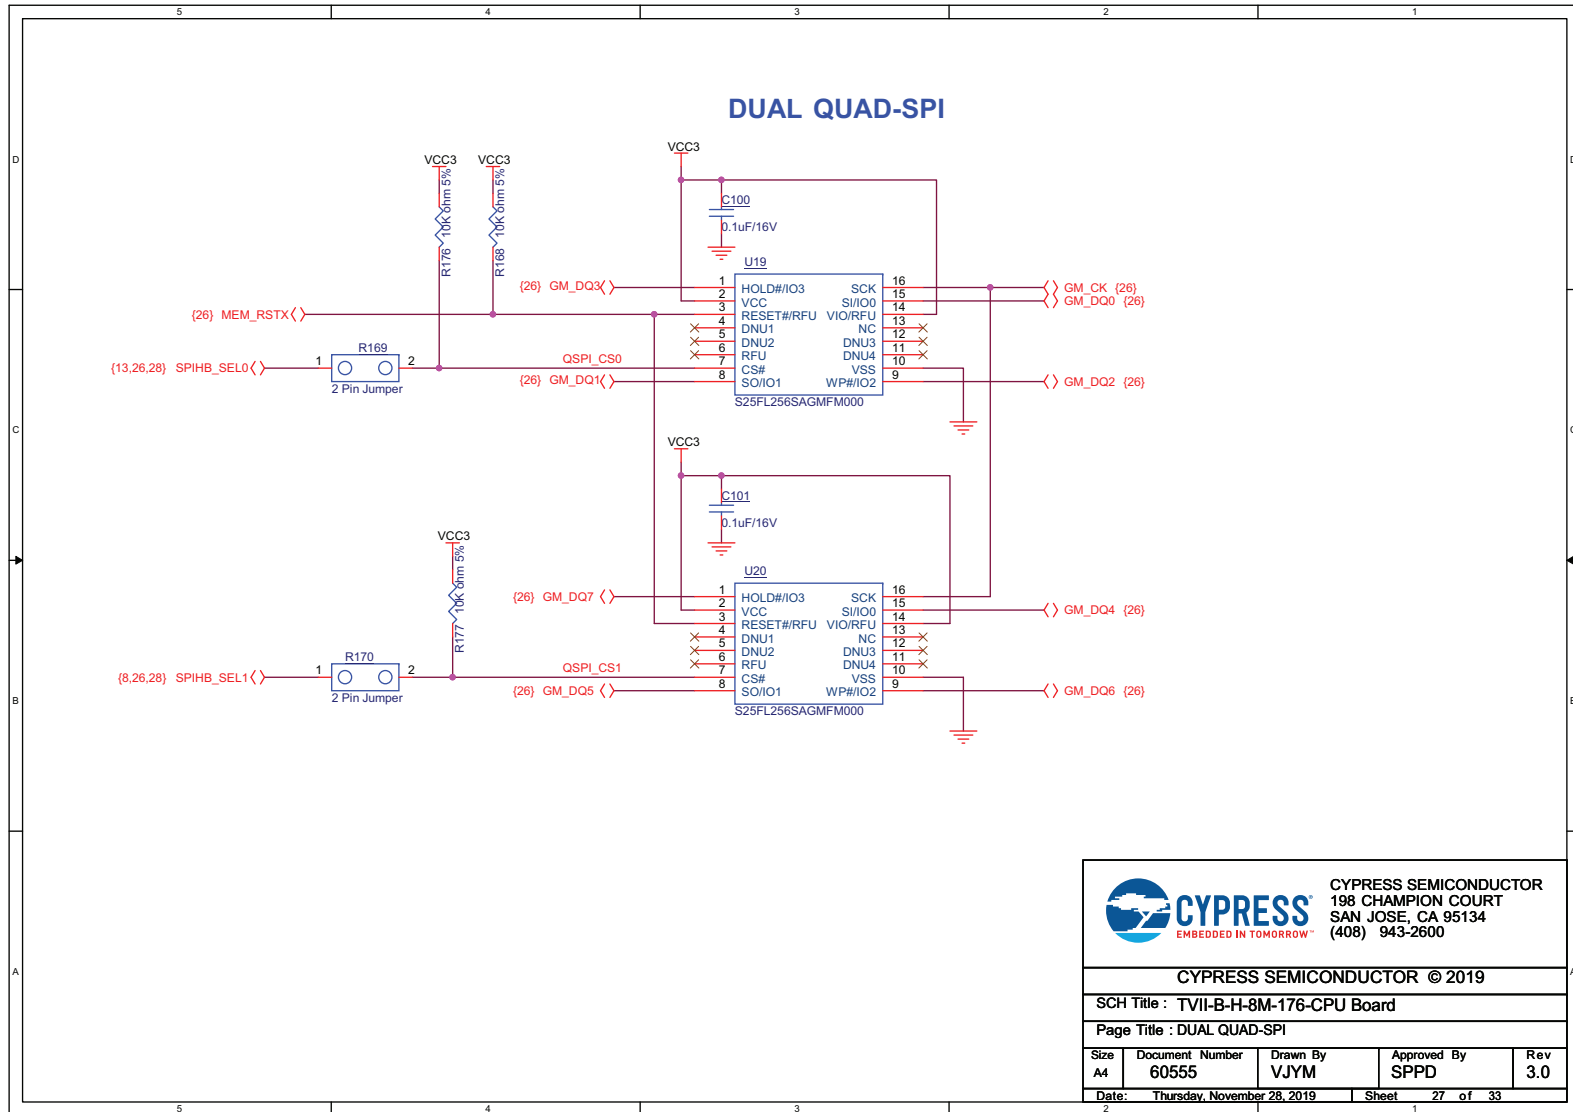 5 4 3 2 1
DUAL QUAD-SPI
D D
VCC3 VCC3 VCC3
R176 10K ohm 5%
R168 10K ohm 5%
C100
0.1uF/16V
U19
{26} GM_DQ3 1 HOLD#/IO3 SCK 16 GM_CK {26}
2 VCC SI/IO0 15 GM_DQ0 {26}
{26} MEM_RSTX 3 RESET#/RFU VIO/RFU 14
4 DNU1 NC 13
5 DNU2 DNU3 12
6 RFU DNU4 11
{13,26,28} SPIHB_SEL0 1 R169 2 QSPI_CS0 7 CS# VSS 10
{26} GM_DQ1 8 SO/IO1 WP#/IO2 9 GM_DQ2 {26}
2 Pin Jumper
S25FL256SAGMFM000
C C
VCC3
C101
0.1uF/16V
VCC3
R177 10K ohm 5%
U20
{26} GM_DQ7 1 HOLD#/IO3 SCK 16
2 VCC SI/IO0 15 GM_DQ4 {26}
3 RESET#/RFU VIO/RFU 14
4 DNU1 NC 13
5 DNU2 DNU3 12
6 RFU DNU4 11
{8,26,28} SPIHB_SEL1 1 R170 2 QSPI_CS1 7 CS# VSS 10
{26} GM_DQ5 8 SO/IO1 WP#/IO2 9 GM_DQ6 {26}
2 Pin Jumper
S25FL256SAGMFM000
B B
CYPRESS
EMBEDDED IN TOMORROW™
CYPRESS SEMICONDUCTOR
198 CHAMPION COURT
SAN JOSE, CA 95134
(408) 943-2600
A A
CYPRESS SEMICONDUCTOR © 2019
SCH Title : TVII-B-H-8M-176-CPU Board
Page Title : DUAL QUAD-SPI
Size Document Number Drawn By Approved By Rev
A4 60555 VJYM SPPD 3.0
Date: Thursday, November 28, 2019 Sheet 27 of 33
5 4 3 2 1